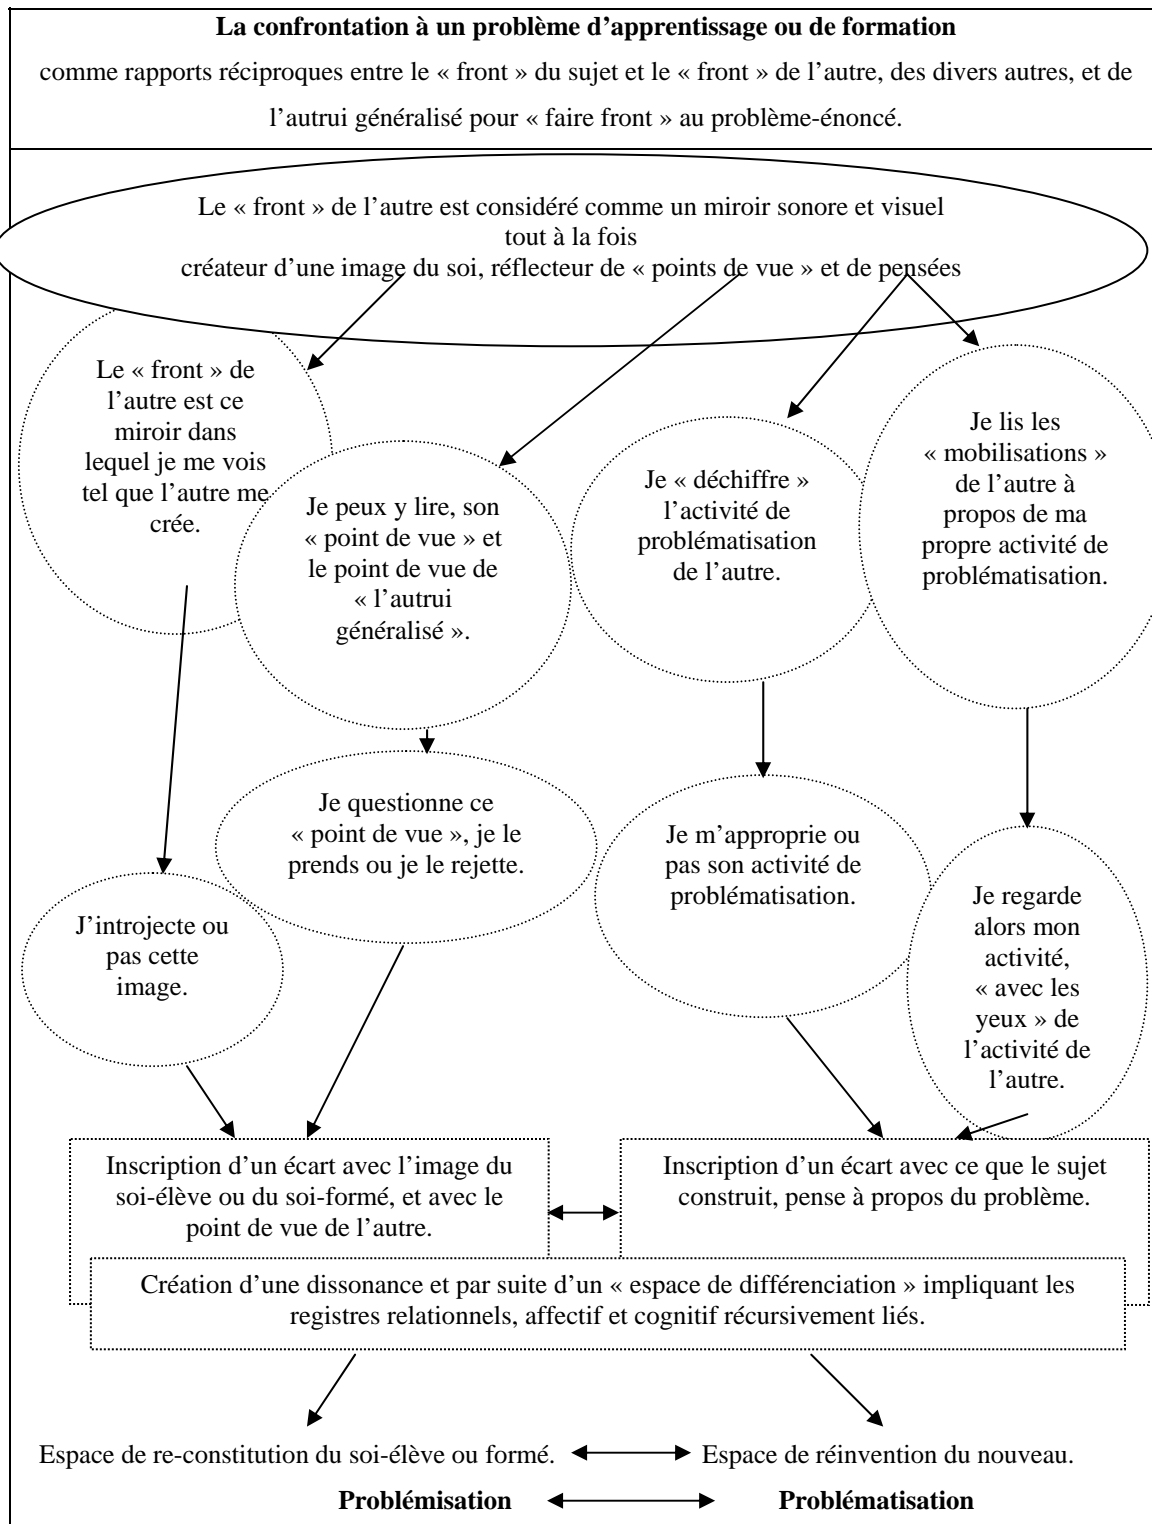 La confrontation à un problème d’apprentissage ou de formation
comme rapports réciproques entre le « front » du sujet et le « front » de l’autre, des divers autres, et de
l’autrui généralisé pour « faire front » au problème-énoncé.
Le « front » de l’autre est considéré comme un miroir sonore et visuel
tout à la fois
créateur d’une image du soi, réflecteur de « points de vue » et de pensées
Le « front » de
l’autre est ce
miroir dans
lequel je me vois
tel que l’autre me
crée.
Je peux y lire, son
« point de vue » et
le point de vue de
« l’autrui
généralisé ».
Je « déchiffre »
l’activité de
problématisation
de l’autre.
Je lis les
« mobilisations »
de l’autre à
propos de ma
propre activité de
problématisation.
J’introjecte ou
pas cette
image.
Je questionne ce
« point de vue », je le
prends ou je le rejette.
Je m’approprie ou
pas son activité de
problématisation.
Je regarde
alors mon
activité,
« avec les
yeux » de
l’activité de
l’autre.
Inscription d’un écart avec l’image du
soi-élève ou du soi-formé, et avec le
point de vue de l’autre.
Inscription d’un écart avec ce que le sujet
construit, pense à propos du problème.
Création d’une dissonance et par suite d’un « espace de différenciation » impliquant les
registres relationnels, affectif et cognitif récursivement liés.
Espace de re-constitution du soi-élève ou formé.
Espace de réinvention du nouveau.
Problémisation
Problématisation